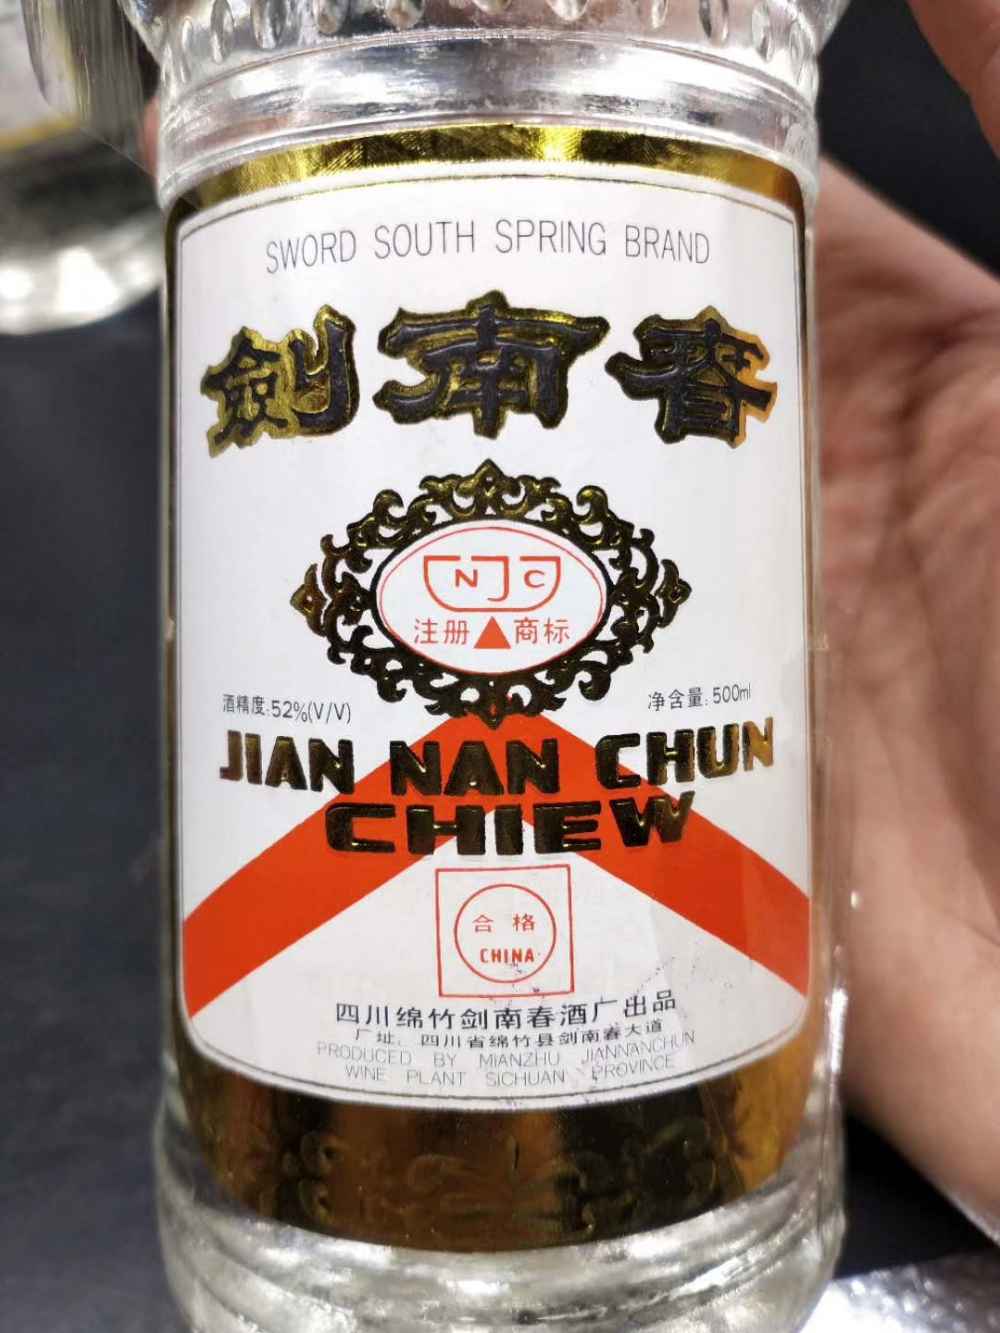 SWORD SOUTH SPRING BRAND
劍南春
NJC
注册 商标
酒精度:52%(V/V)
净含量:500ml
JIAN NAN CHUN
CHIEW
合格
CHINA
四川绵竹剑南春酒厂出品
厂址:四川省绵竹县剑南春大道
PRODUCED BY MIANZHU JIANNANCHUN
WINE PLANT SICHUAN PROVINCE